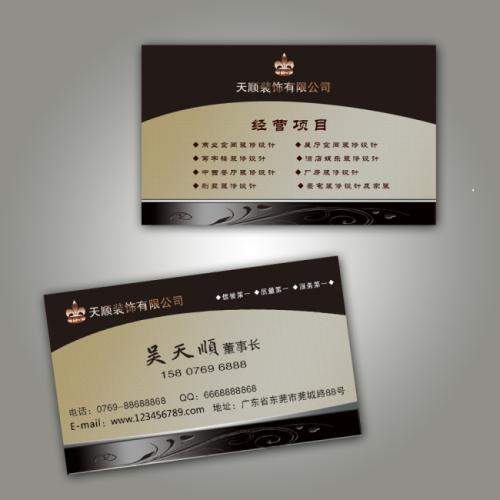 天顺装饰有限公司
经营项目
◆商业空间装修设计 ◆展厅空间装修设计
◆写字楼装修设计 ◆酒店娱乐装修设计
◆中西餐厅装修设计 ◆厂房装修设计
◆别墅装修设计 ◆豪宅装修设计及家装
天顺装饰有限公司
◆信誉第一 ◆质量第一 ◆服务第一 ◆
吴天順 董事长
158 0769 6888
电话：0769-88688868 QQ：6668888868
E-mail：www.123456789.com 地址：广东省东莞市莞城路88号